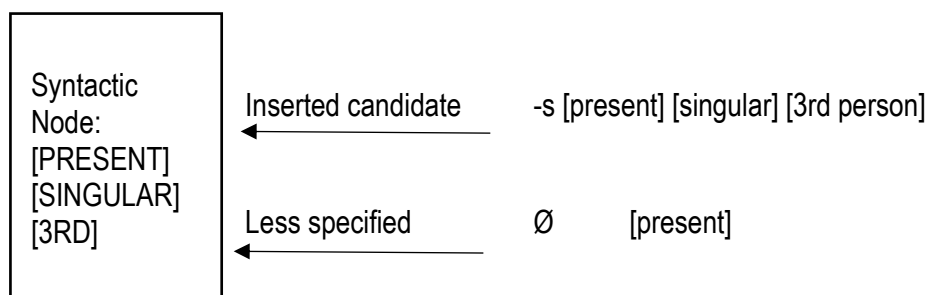 Syntactic
Node:
[PRESENT]
[SINGULAR]
[3RD]
Inserted candidate -s [present] [singular] [3rd person]
Less specified Ø [present]